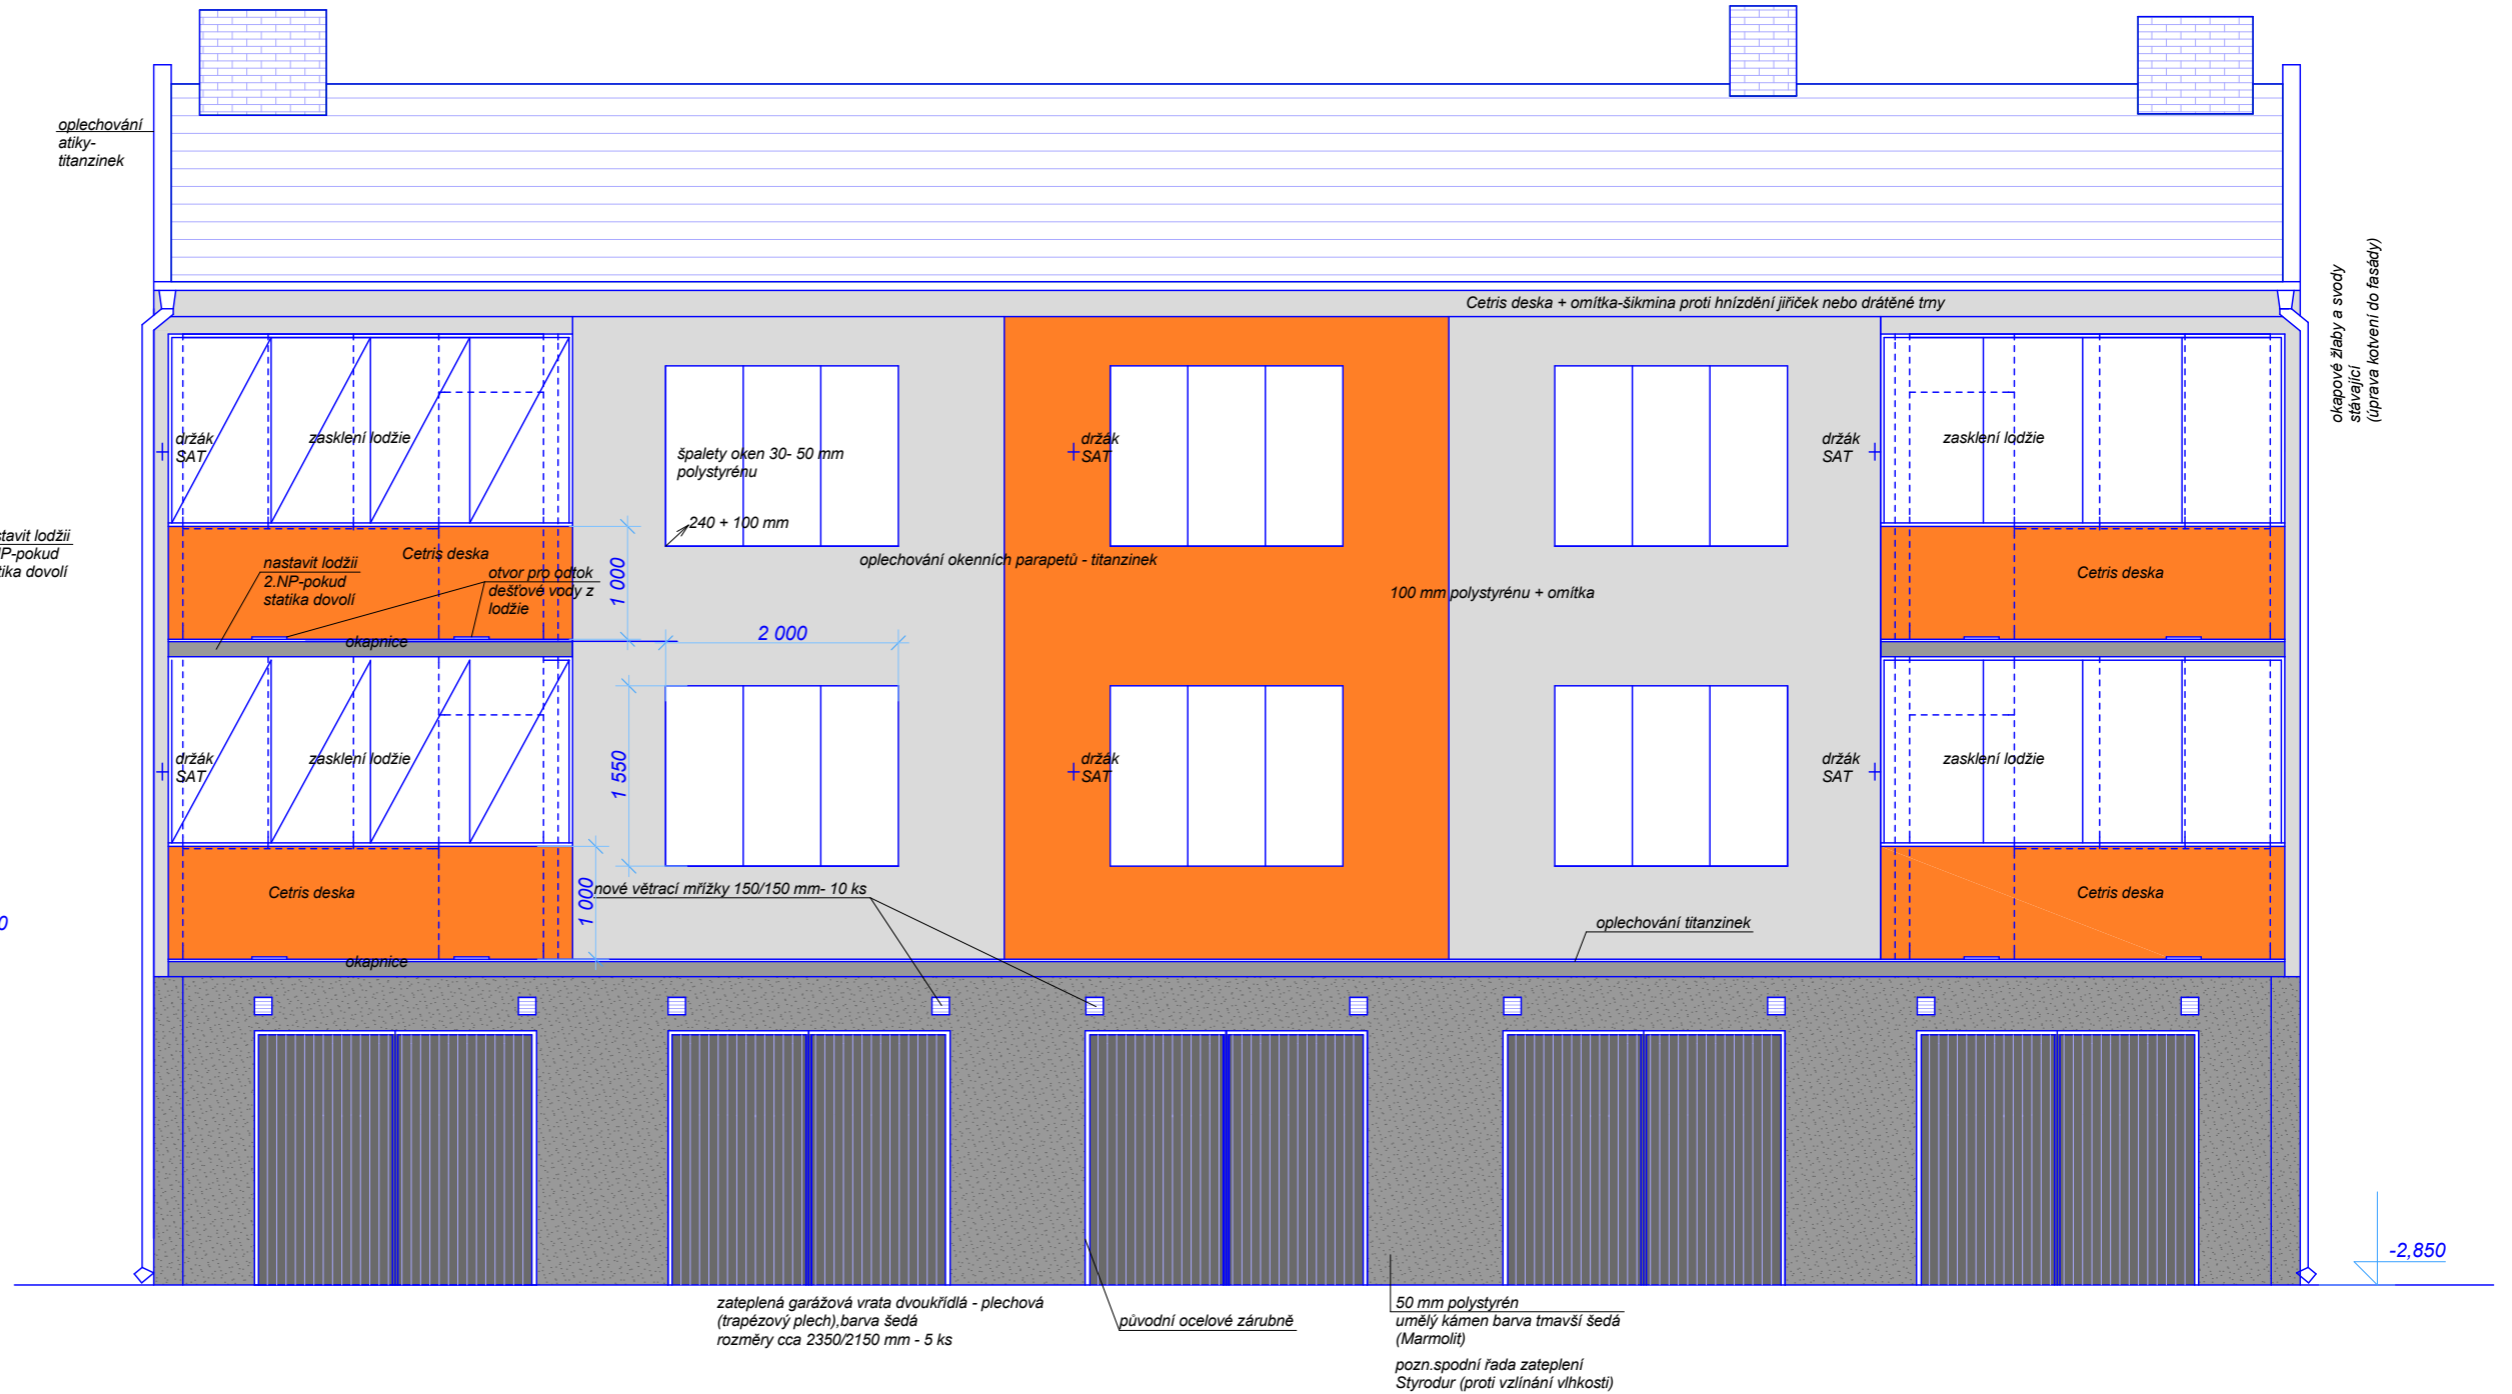 oplechování
atiky-
titanzinek
Cetris deska + omítka-šikmina proti hnízdění jiřiček nebo drátěné trny
okapové žlaby a svody
stávající
(úprava kotvení do fasády)
držák
SAT
zasklení lodžie
špalety oken 30- 50 mm
polystyrénu
240 + 100 mm
držák
SAT
držák
SAT
zasklení lodžie
stavit lodžii
P-pokud
tika dovolí
nastavit lodžii
2.NP-pokud
statika dovolí
Cetris deska
otvor pro odtok
dešťové vody z
lodžie
1 000
oplechování okenních parapetů - titanzinek
100 mm polystyrénu + omítka
Cetris deska
okapnice
2 000
držák
SAT
zasklení lodžie
1 550
držák
SAT
držák
SAT
zasklení lodžie
Cetris deska
1 000
nové větrací mřížky 150/150 mm- 10 ks
oplechování titanzinek
Cetris deska
0
okapnice
-2,850
zateplená garážová vrata dvoukřídlá - plechová
(trapézový plech),barva šedá
rozměry cca 2350/2150 mm - 5 ks
původní ocelové zárubně
50 mm polystyrén
umělý kámen barva tmavší šedá
(Marmolit)
pozn.spodní řada zateplení
Styrodur (proti vzlínání vlhkosti)